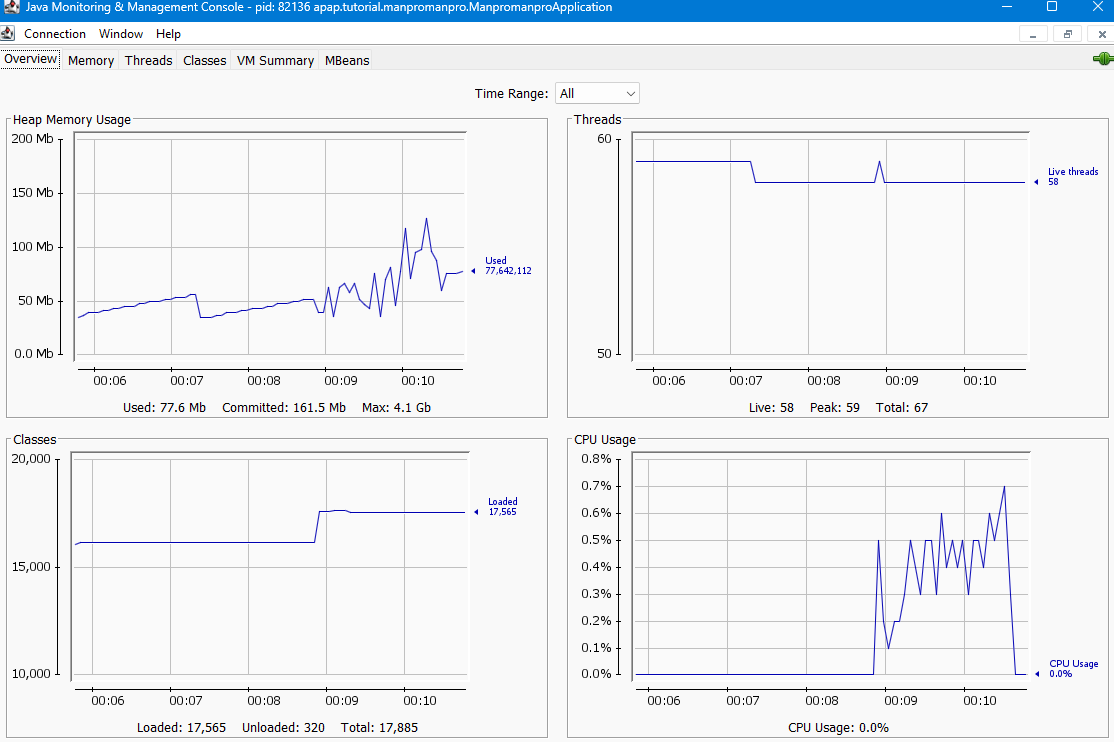 Java Monitoring & Management Console - pid: 82136 apap.tutorial.manpromanpro.ManpromanproApplication
Connection Window Help
Overview Memory Threads Classes VM Summary MBeans
Time Range: All
Heap Memory Usage
200 Mb
150 Mb
100 Mb
50 Mb
0.0 Mb
Used
77,642,112
00:06 00:07 00:08 00:09 00:10
Used: 77.6 Mb Committed: 161.5 Mb Max: 4.1 Gb
Threads
60
50
Live threads
58
00:06 00:07 00:08 00:09 00:10
Live: 58 Peak: 59 Total: 67
Classes
20,000
15,000
10,000
Loaded
17,565
00:06 00:07 00:08 00:09 00:10
Loaded: 17,565 Unloaded: 320 Total: 17,885
CPU Usage
0.8%
0.7%
0.6%
0.5%
0.4%
0.3%
0.2%
0.1%
0.0%
CPU Usage
0.0%
00:06 00:07 00:08 00:09 00:10
CPU Usage: 0.0%